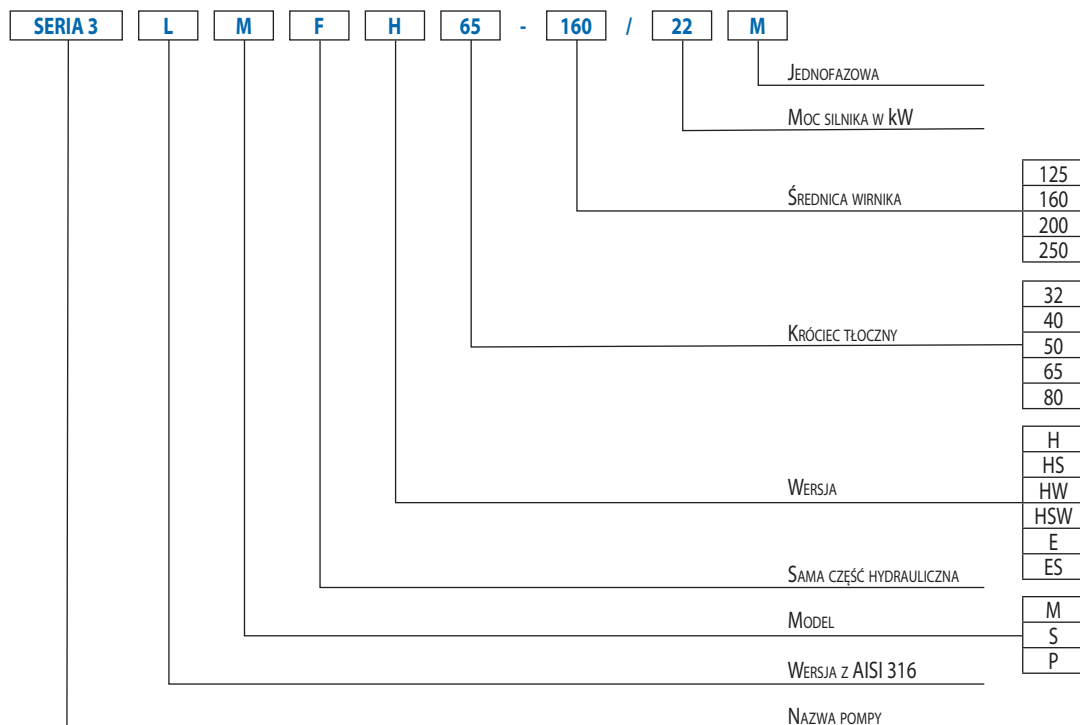 SERIA 3 L M F H 65 - 160 / 22 M
JEDNOFAZOWA
MOC SILNIKA W kW
125
ŚREDNICA WIRNIKA
160
200
250
32
40
KRÓCIEC TŁOCZNY
50
65
80
H
HS
WERSJA
HW
HSW
E
SAMA CZĘŚĆ HYDRAULICZNA
ES
M
MODEL
S
P
WERSJA Z AISI 316
NAZWA POMPY